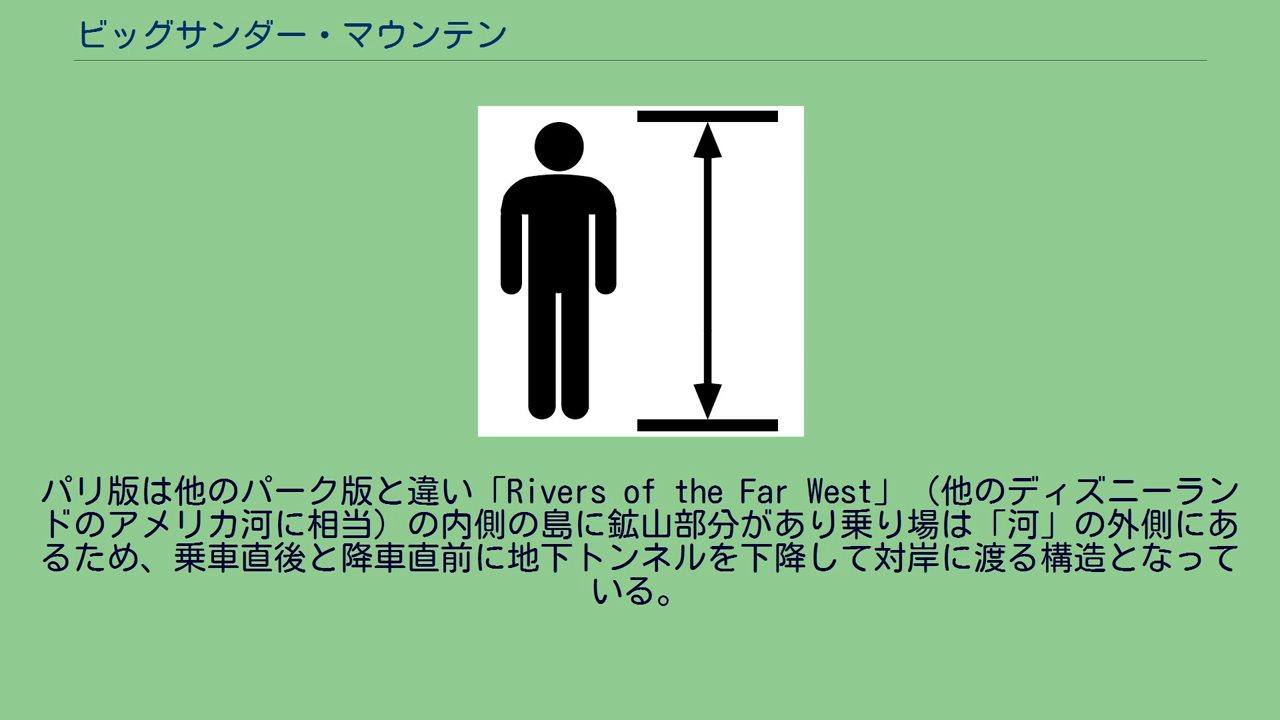 ビッグサンダー・マウンテン
パリ版は他のパーク版と違い「Rivers of the Far West」（他のディズニーラン
ドのアメリカ河に相当）の内側の島に鉱山部分があり乗り場は「河」の外側にあ
るため、乗車直後と降車直前に地下トンネルを下降して対岸に渡る構造となって
いる。